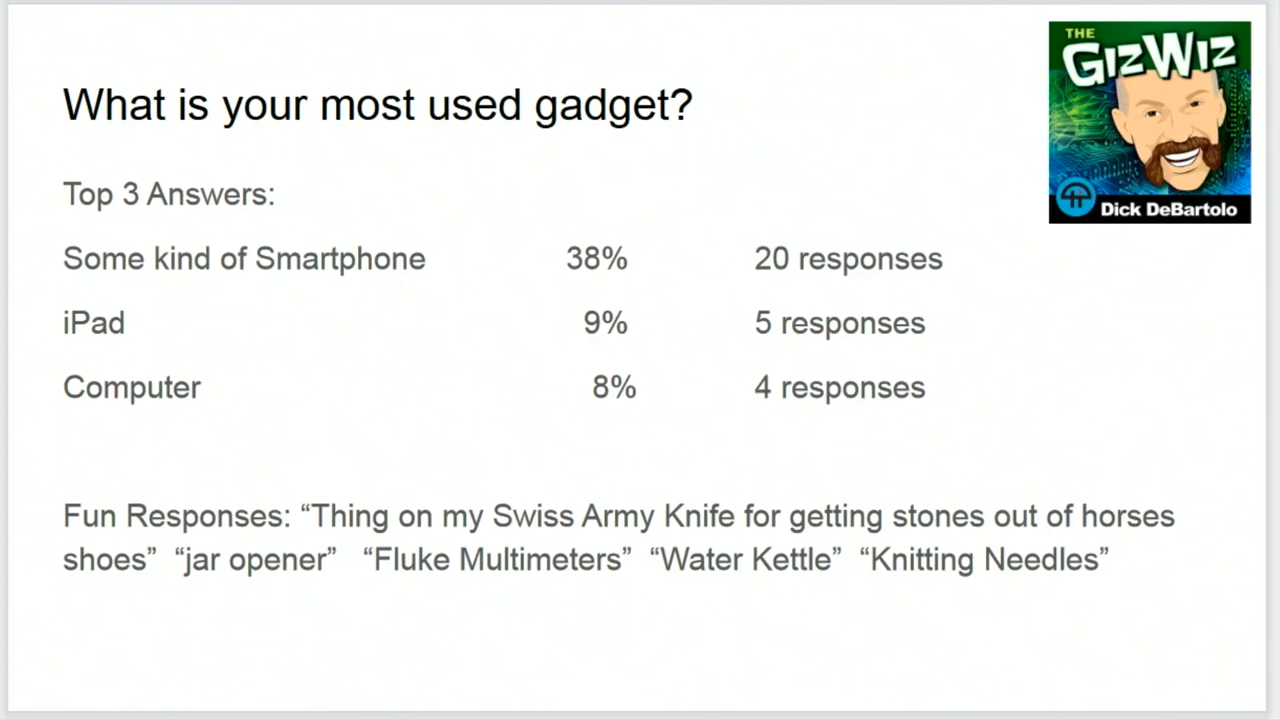 THE
GIZWIZ
What is your most used gadget?
Top 3 Answers:
Dick DeBartolo
Some kind of Smartphone 38% 20 responses
iPad 9% 5 responses
Computer 8% 4 responses
Fun Responses: “Thing on my Swiss Army Knife for getting stones out of horses
shoes” “jar opener” “Fluke Multimeters” “Water Kettle” “Knitting Needles”